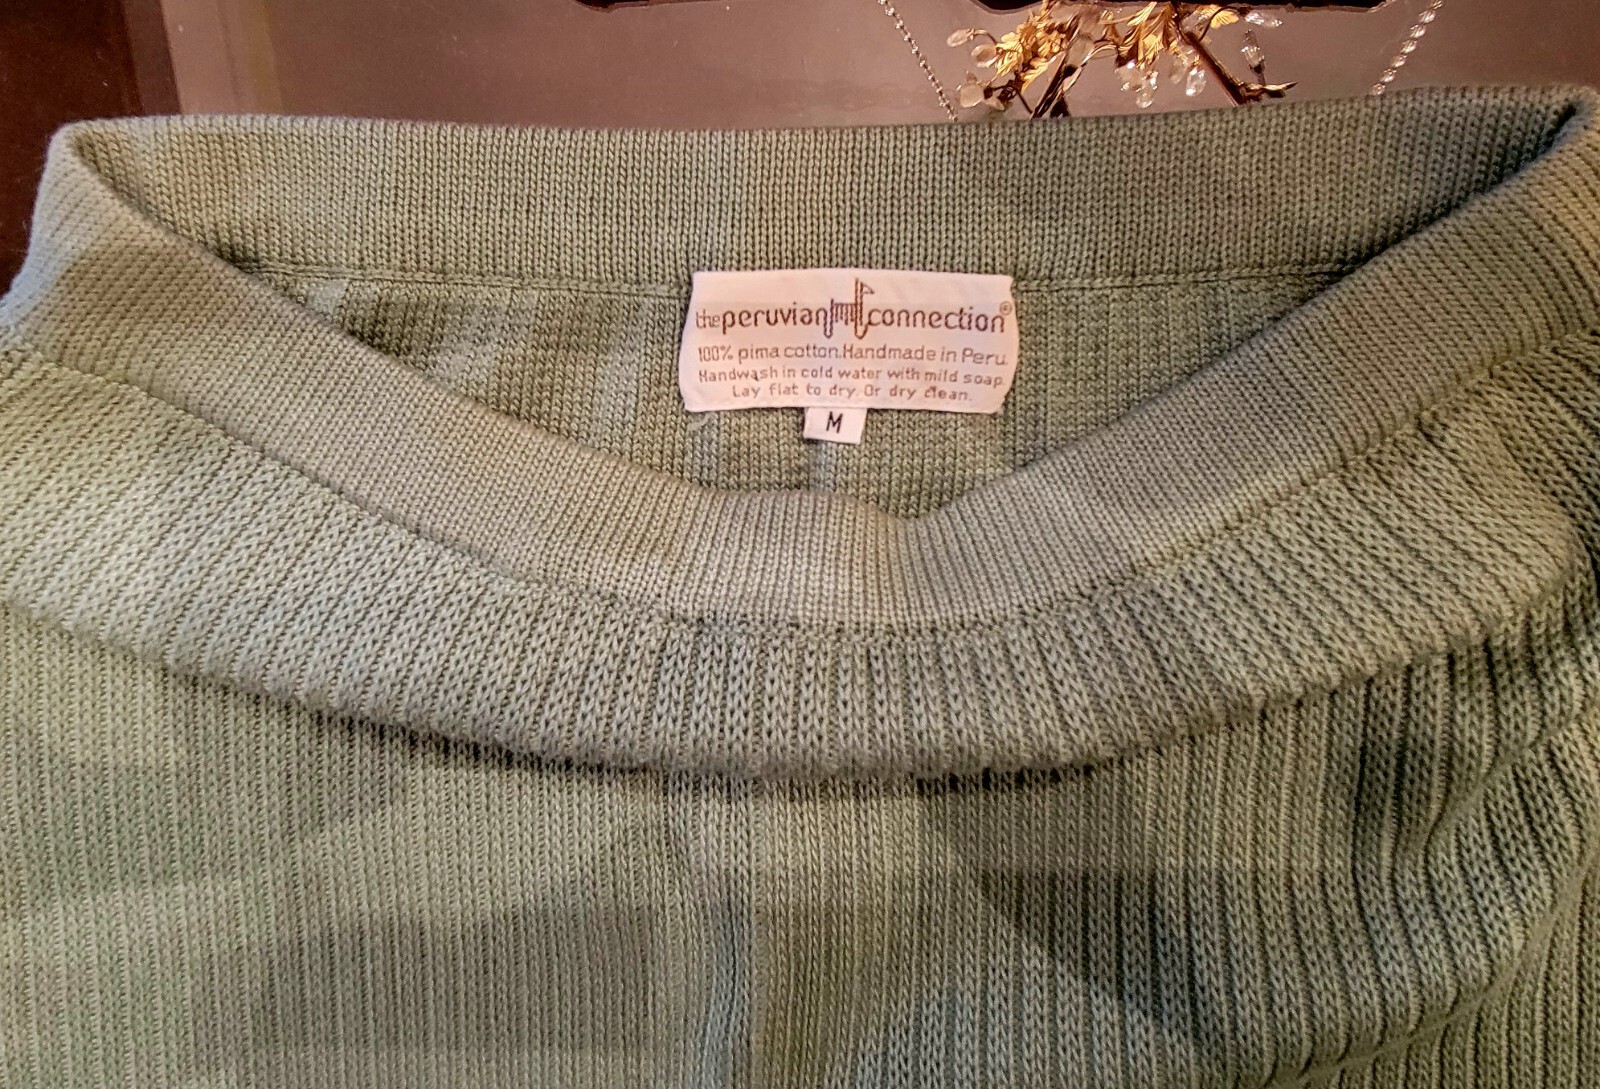 the peruvian connection®
100% pima cotton. Handmade in Peru.
Handwash in cold water with mild soap.
Lay flat to dry. Or dry clean.
M